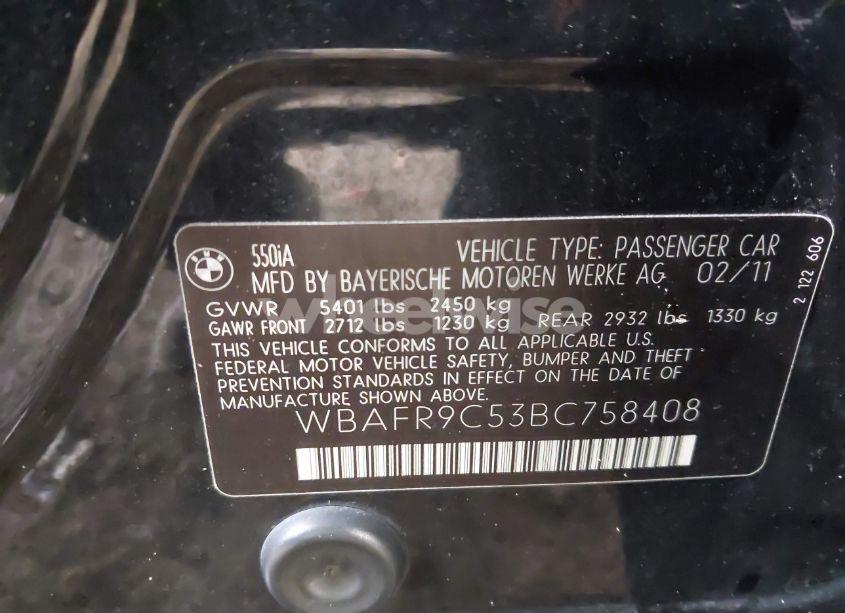 BMW
550iA VEHICLE TYPE: PASSENGER CAR
MFD BY BAYERISCHE MOTOREN WERKE AG 02/11
GVWR 5401 lbs 2450 kg
GAWR FRONT 2712 lbs 1230 kg REAR 2932 lbs 1330 kg
THIS VEHICLE CONFORMS TO ALL APPLICABLE U.S.
FEDERAL MOTOR VEHICLE SAFETY, BUMPER AND THEFT
PREVENTION STANDARDS IN EFFECT ON THE DATE OF
MANUFACTURE SHOWN ABOVE.
WBAFR9C53BC758408
2 122 606
wheelwise